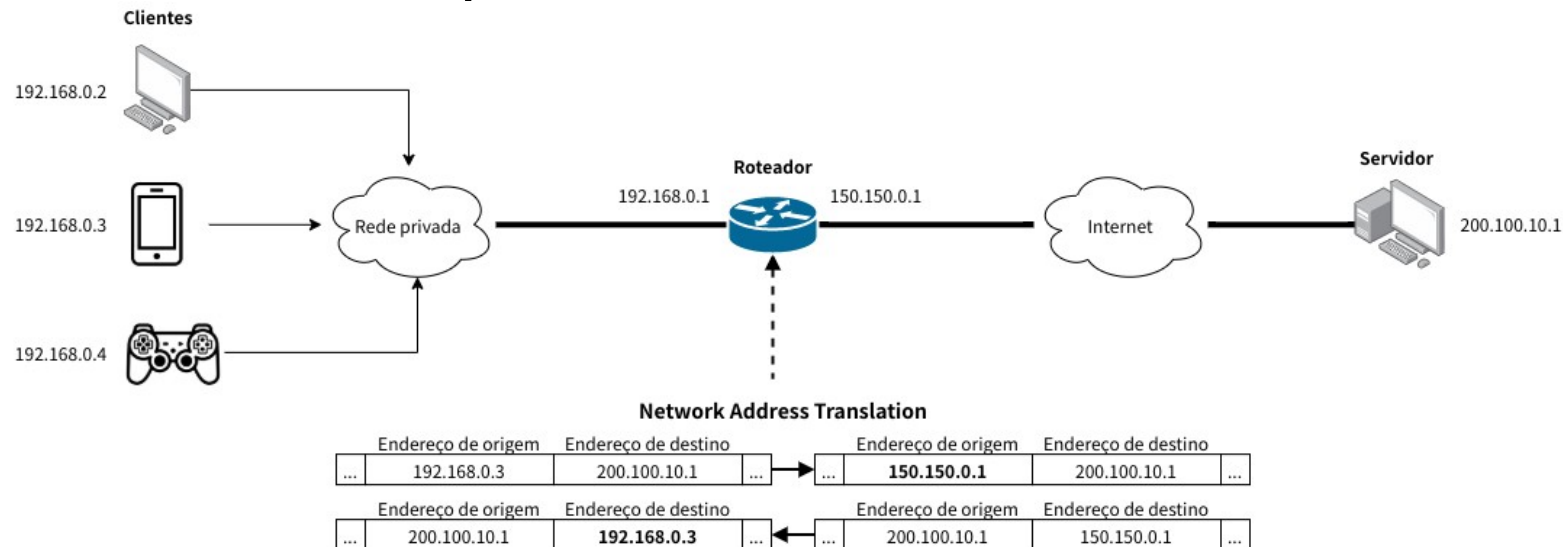 Clientes
192.168.0.2
Servidor
Roteador
192.168.0.1
150.150.0.1
192.168.0.3
Rede privada
Internet
200.100.10.1
192.168.0.4
Network Address Translation
Endereço de origem Endereço de destino Endereço de origem Endereço de destino
... 192.168.0.3 200.100.10.1 ... ... 150.150.0.1 200.100.10.1 ...
Endereço de origem Endereço de destino Endereço de origem Endereço de destino
... 200.100.10.1 192.168.0.3 ... ... 200.100.10.1 150.150.0.1 ...